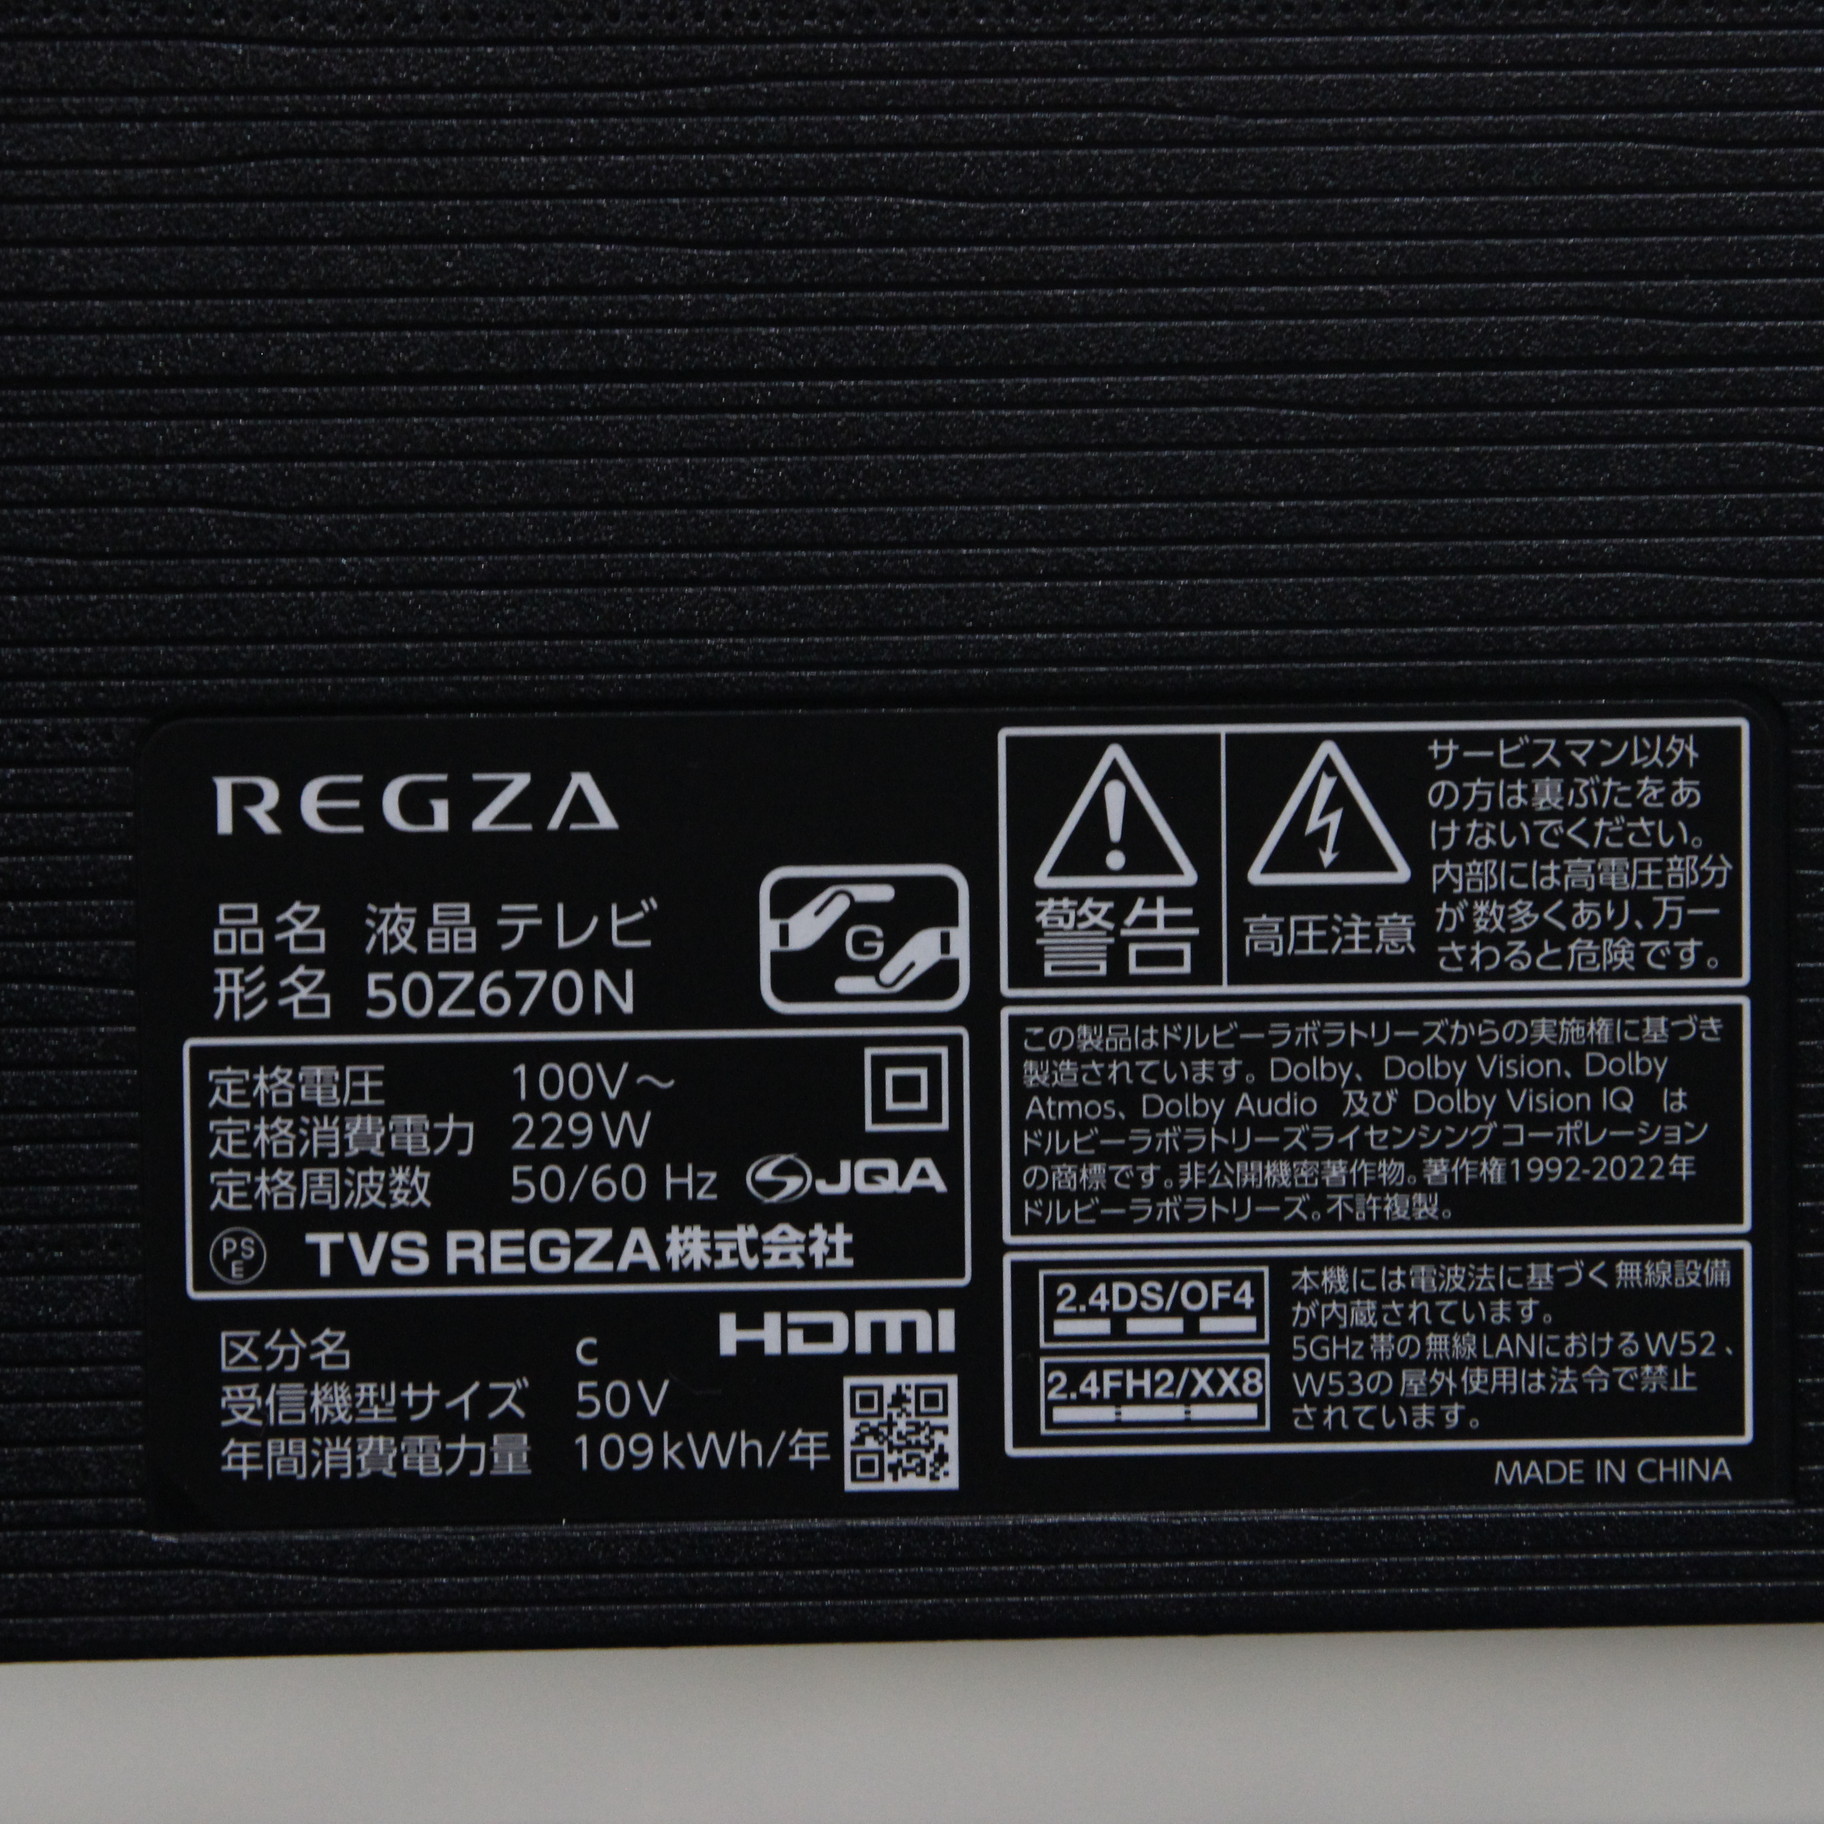 REGZA
品名 液晶 テレビ
形名 50Z670N
G
定格電圧 100V～
定格消費電力 229W
定格周波数 50/60 Hz
JQA
PS
E
TVS REGZA株式会社
HDMI
区分名 c
受信機型サイズ 50V
年間消費電力量 109kWh/年
警告
高圧注意
サービスマン以外
の方は裏ぶたをあ
けないでください。
内部には高電圧部分
が数多くあり、万一
さわると危険です。
この製品はドルビーラボラトリーズからの実施権に基づき
製造されています。Dolby、Dolby Vision、Dolby
Atmos、Dolby Audio 及び Dolby Vision IQ は
ドルビーラボラトリーズライセンシングコーポレーション
の商標です。非公開機密著作物。著作権1992-2022年
ドルビーラボラトリーズ。不許複製。
2.4DS/OF4
2.4FH2/XX8
本機には電波法に基づく無線設備
が内蔵されています。
5GHz帯の無線LANにおけるW52、
W53の屋外使用は法令で禁止
されています。
MADE IN CHINA